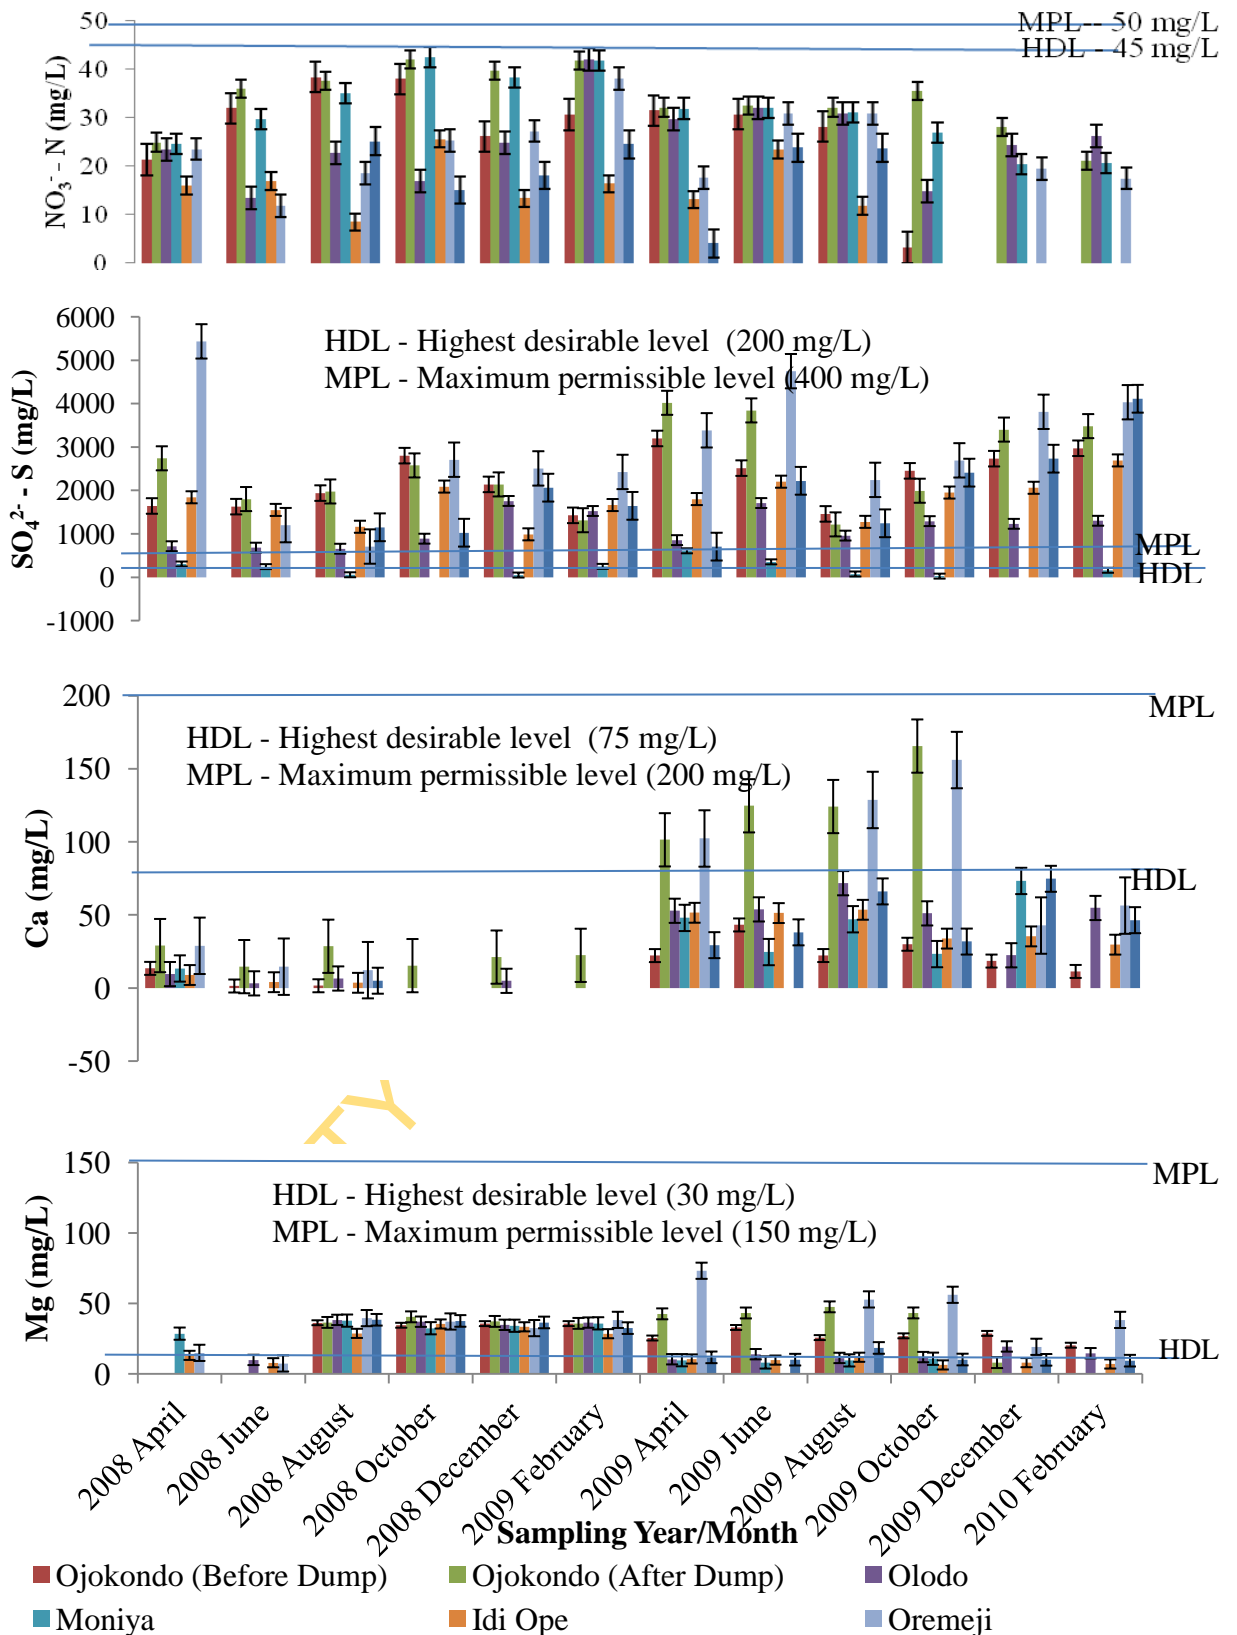 50
40
30
20
10
0
NO₃⁻ - N (mg/L)
MPL-- 50 mg/L
HDL - 45 mg/L
6000
5000
4000
3000
2000
1000
0
-1000
SO₄²⁻ - S (mg/L)
HDL - Highest desirable level (200 mg/L)
MPL - Maximum permissible level (400 mg/L)
MPL
HDL
200
150
100
50
0
-50
Ca (mg/L)
HDL - Highest desirable level (75 mg/L)
MPL - Maximum permissible level (200 mg/L)
MPL
HDL
TY
150
100
50
0
Mg (mg/L)
HDL - Highest desirable level (30 mg/L)
MPL - Maximum permissible level (150 mg/L)
MPL
HDL
2008 April
2008 June
2008 August
2008 October
2008 December
2009 February
2009 April
2009 June
2009 August
2009 October
2009 December
2010 February
Sampling Year/Month
Ojokondo (Before Dump)
Ojokondo (After Dump)
Olodo
Moniya
Idi Ope
Oremeji